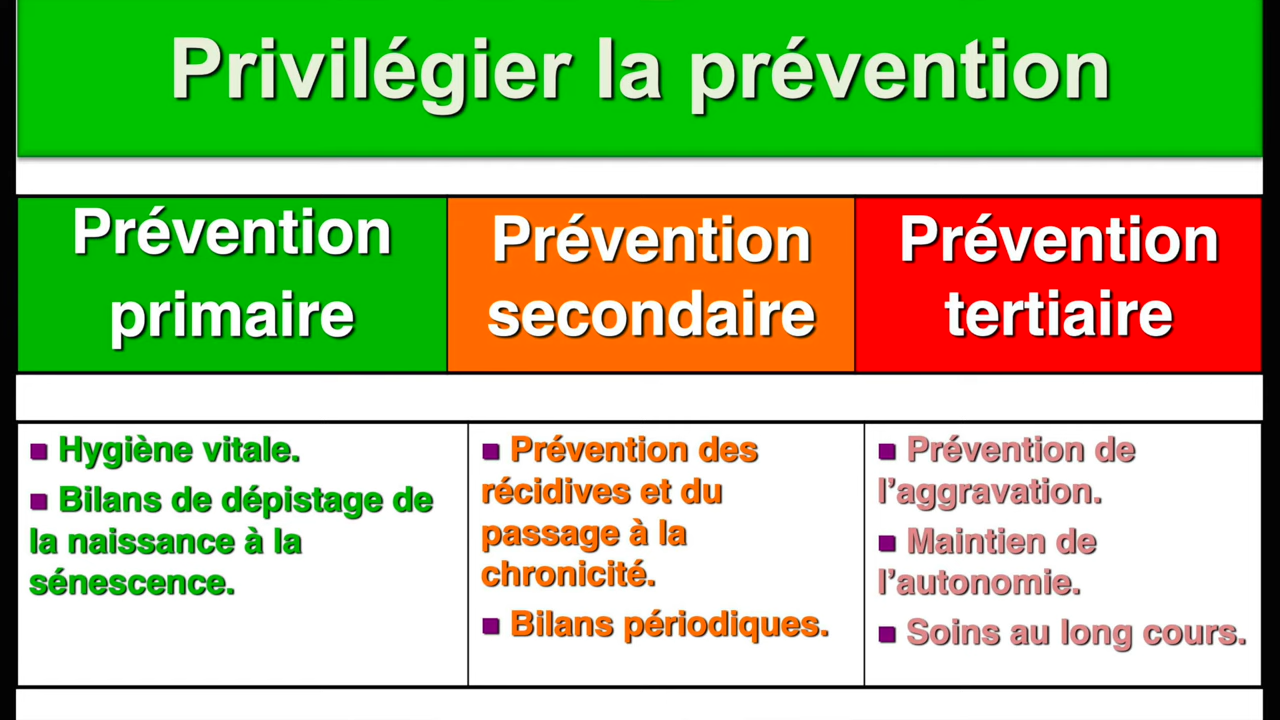 Privilégier la prévention
Prévention
primaire
Prévention
secondaire
Prévention
tertiaire
Hygiène vitale.
Bilans de dépistage de
la naissance à la
sénescence.
Prévention des
récidives et du
passage à la
chronicité.
Bilans périodiques.
Prévention de
l’aggravation.
Maintien de
l’autonomie.
Soins au long cours.